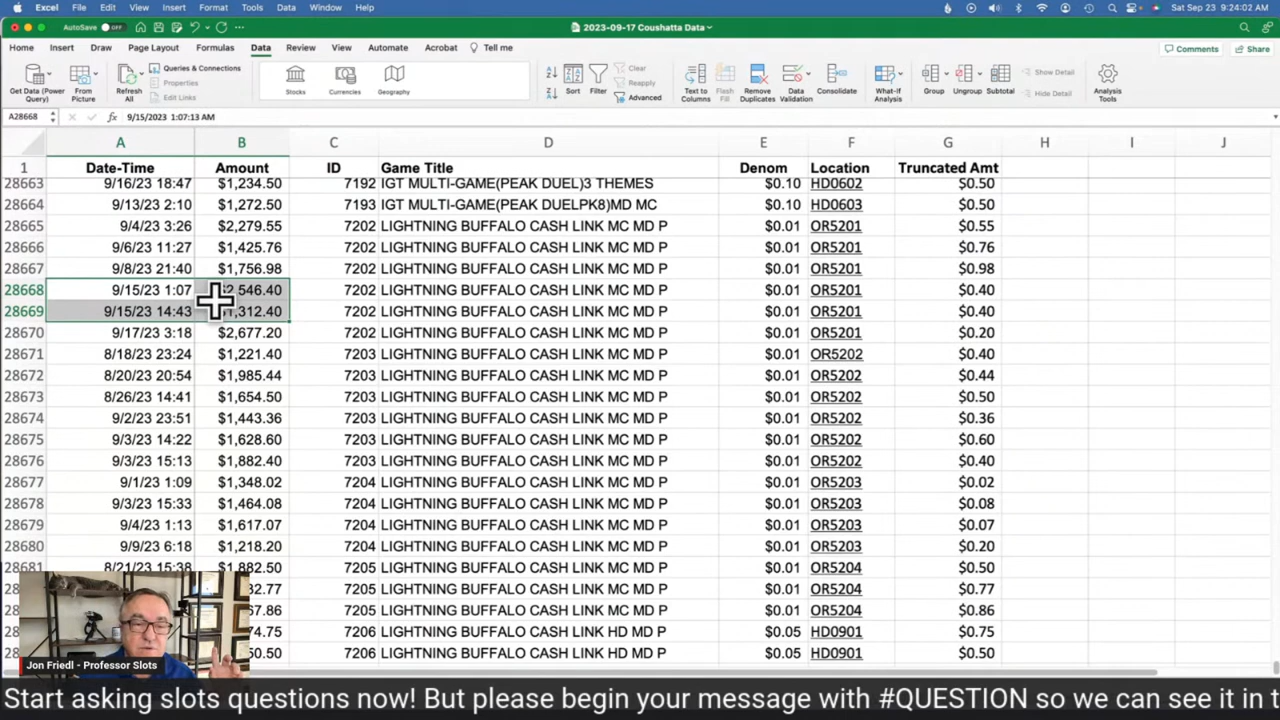 Excel File Edit View Insert Format Tools Data Window Help Sat Sep 23 9:24:02 AM
AutoSave OFF 2023-09-17 Coushatta Data
Home Insert Draw Page Layout Formulas Data Review View Automate Acrobat Tell me Comments Share
Get Data (Power Query) From Picture Refresh All Queries & Connections Properties Edit Links Stocks Currencies Geography Sort Filter Clear Reapply Advanced Text to Columns Flash Fill Remove Duplicates Data Validation Consolidate What-If Analysis Group Ungroup Subtotal Show Detail Hide Detail Analysis Tools
A28668 fx 9/15/2023 1:07:13 AM
A B C D E F G H I J
1 Date-Time Amount ID Game Title Denom Location Truncated Amt
28663 9/16/23 18:47 $1,234.50 7192 IGT MULTI-GAME(PEAK DUEL)3 THEMES $0.10 HD0602 $0.50
28664 9/13/23 2:10 $1,272.50 7193 IGT MULTI-GAME(PEAK DUELPK8)MD MC $0.10 HD0603 $0.50
28665 9/4/23 3:26 $2,279.55 7202 LIGHTNING BUFFALO CASH LINK MC MD P $0.01 OR5201 $0.55
28666 9/6/23 11:27 $1,425.76 7202 LIGHTNING BUFFALO CASH LINK MC MD P $0.01 OR5201 $0.76
28667 9/8/23 21:40 $1,756.98 7202 LIGHTNING BUFFALO CASH LINK MC MD P $0.01 OR5201 $0.98
28668 9/15/23 1:07 546.40 7202 LIGHTNING BUFFALO CASH LINK MC MD P $0.01 OR5201 $0.40
28669 9/15/23 14:43 312.40 7202 LIGHTNING BUFFALO CASH LINK MC MD P $0.01 OR5201 $0.40
28670 9/17/23 3:18 $2,677.20 7202 LIGHTNING BUFFALO CASH LINK MC MD P $0.01 OR5201 $0.20
28671 8/18/23 23:24 $1,221.40 7203 LIGHTNING BUFFALO CASH LINK MC MD P $0.01 OR5202 $0.40
28672 8/20/23 20:54 $1,985.44 7203 LIGHTNING BUFFALO CASH LINK MC MD P $0.01 OR5202 $0.44
28673 8/26/23 14:41 $1,654.50 7203 LIGHTNING BUFFALO CASH LINK MC MD P $0.01 OR5202 $0.50
28674 9/2/23 23:51 $1,443.36 7203 LIGHTNING BUFFALO CASH LINK MC MD P $0.01 OR5202 $0.36
28675 9/3/23 14:22 $1,628.60 7203 LIGHTNING BUFFALO CASH LINK MC MD P $0.01 OR5202 $0.60
28676 9/3/23 15:13 $1,882.40 7203 LIGHTNING BUFFALO CASH LINK MC MD P $0.01 OR5202 $0.40
28677 9/1/23 1:09 $1,348.02 7204 LIGHTNING BUFFALO CASH LINK MC MD P $0.01 OR5203 $0.02
28678 9/3/23 15:33 $1,464.08 7204 LIGHTNING BUFFALO CASH LINK MC MD P $0.01 OR5203 $0.08
28679 9/4/23 1:13 $1,617.07 7204 LIGHTNING BUFFALO CASH LINK MC MD P $0.01 OR5203 $0.07
28680 9/9/23 6:18 $1,218.20 7204 LIGHTNING BUFFALO CASH LINK MC MD P $0.01 OR5203 $0.20
28681 8/21/23 15:38 882.50 7205 LIGHTNING BUFFALO CASH LINK MC MD P $0.01 OR5204 $0.50
32.77 7205 LIGHTNING BUFFALO CASH LINK MC MD P $0.01 OR5204 $0.77
67.86 7205 LIGHTNING BUFFALO CASH LINK MC MD P $0.01 OR5204 $0.86
74.75 7206 LIGHTNING BUFFALO CASH LINK HD MD P $0.05 HD0901 $0.75
50.50 7206 LIGHTNING BUFFALO CASH LINK HD MD P $0.05 HD0901 $0.50
Jon Friedl - Professor Slots
Start asking slots questions now! But please begin your message with #QUESTION so we can see it in t